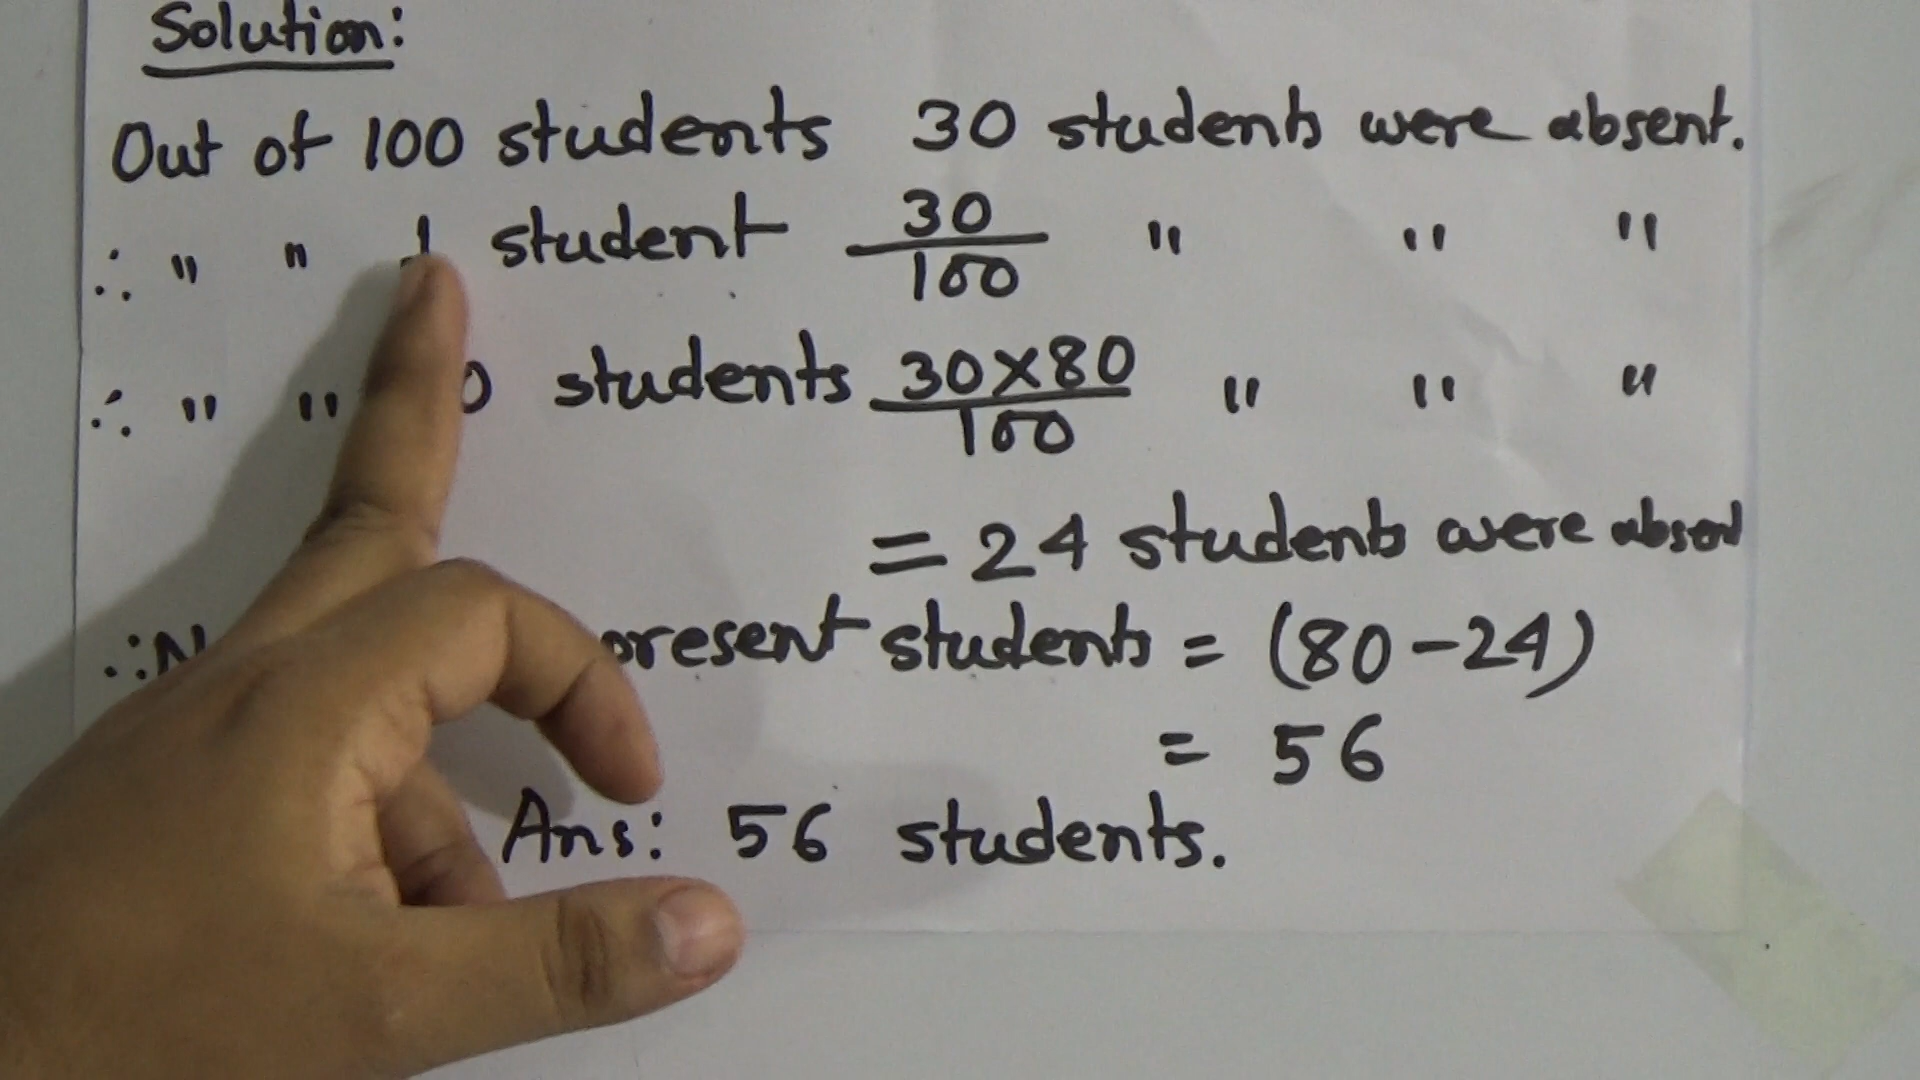 Solution:
Out of 100 students 30 students were absent.
∴ " " 1 student 30/100 " " "
∴ " " 0 students 30×80/100 " " "
= 24 students were absent
∴ present students = (80-24)
= 56
Ans: 56 students.